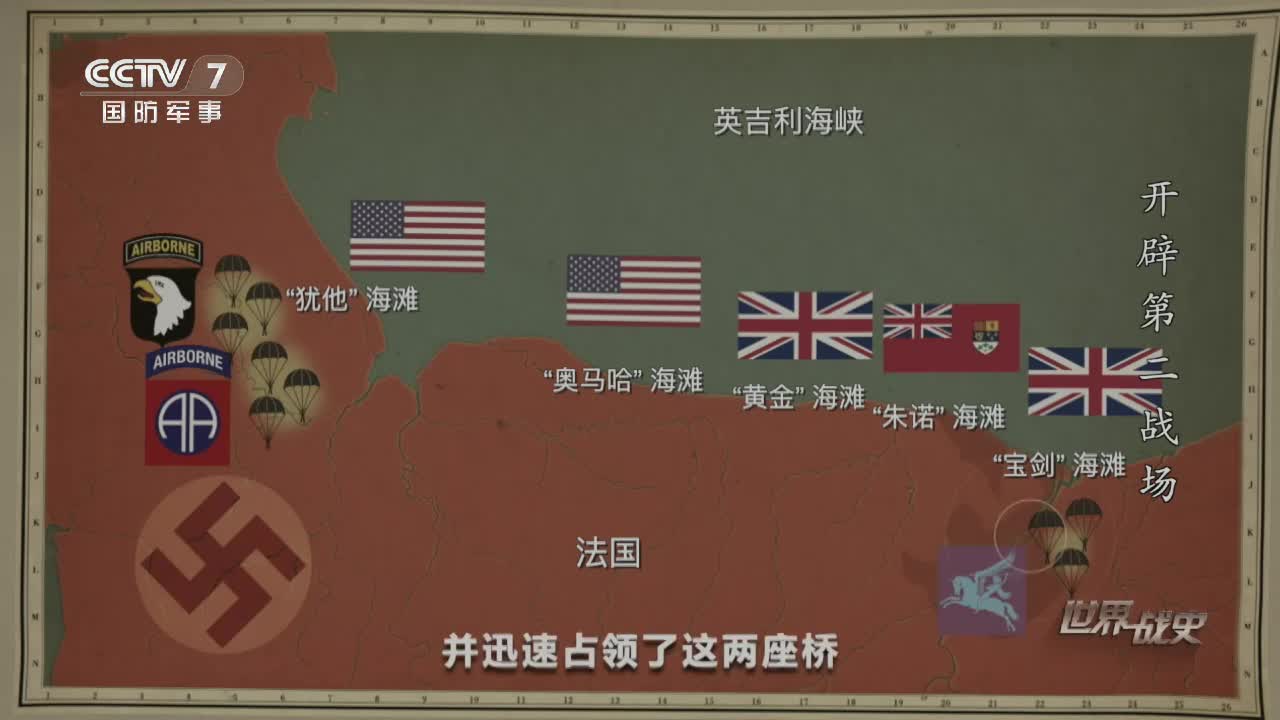 CCTV 7
国防军事
英吉利海峡
开辟第二战场
AIRBORNE
“犹他”海滩
AIRBORNE
AA
“奥马哈”海滩
“黄金”海滩
“朱诺”海滩
“宝剑”海滩
法国
世界战史
并迅速占领了这两座桥